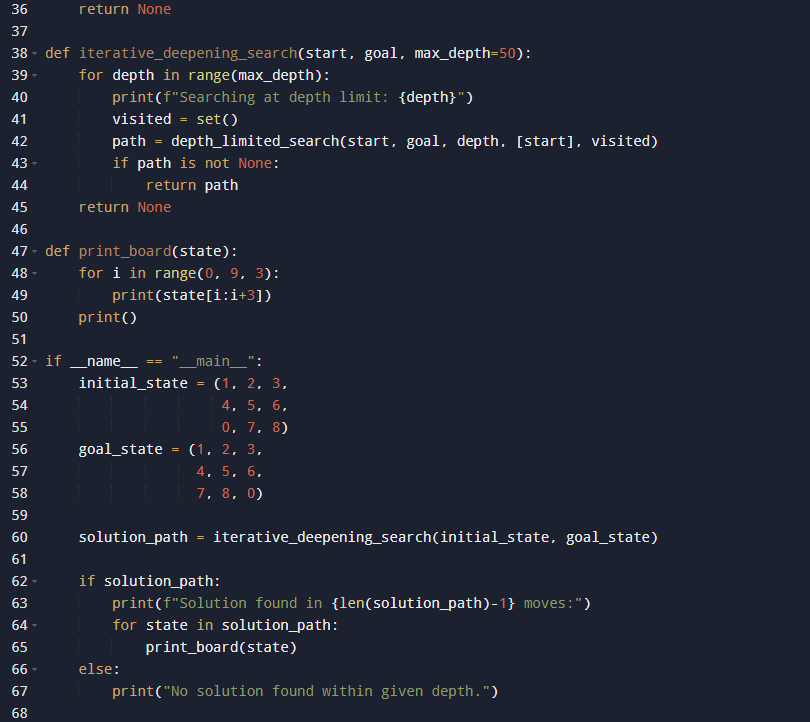 36 return None
37
38 def iterative_deepening_search(start, goal, max_depth=50):
39 for depth in range(max_depth):
40 print(f"Searching at depth limit: {depth}")
41 visited = set()
42 path = depth_limited_search(start, goal, depth, [start], visited)
43 if path is not None:
44 return path
45 return None
46
47 def print_board(state):
48 for i in range(0, 9, 3):
49 print(state[i:i+3])
50 print()
51
52 if __name__ == "__main__":
53 initial_state = (1, 2, 3,
54 4, 5, 6,
55 0, 7, 8)
56 goal_state = (1, 2, 3,
57 4, 5, 6,
58 7, 8, 0)
59
60 solution_path = iterative_deepening_search(initial_state, goal_state)
61
62 if solution_path:
63 print(f"Solution found in {len(solution_path)-1} moves:")
64 for state in solution_path:
65 print_board(state)
66 else:
67 print("No solution found within given depth.")
68